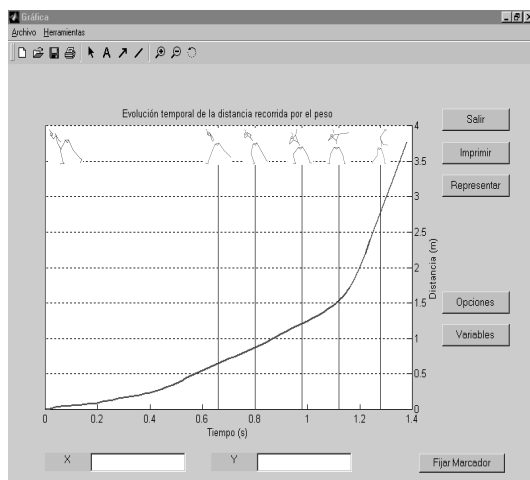 Gráfica
Archivo Herramientas
A
Evolución temporal de la distancia recorrida por el peso
4
3.5
3
2.5
2
1.5
1
0.5
0
Distancia (m)
0 0.2 0.4 0.6 0.8 1 1.2 1.4
Tiempo (s)
Salir
Imprimir
Representar
Opciones
Variables
X Y Fijar Marcador